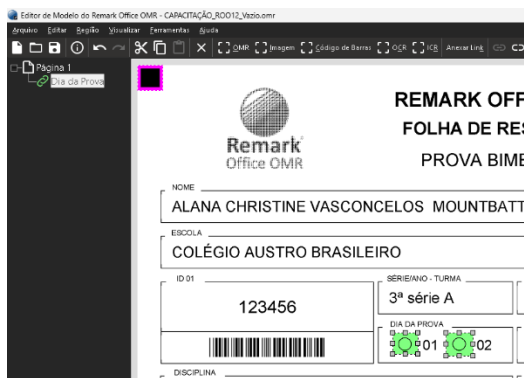 Editor de Modelo do Remark Office OMR - CAPACITAÇÃO_ROO12_Vazio.omr
Arquivo Editar Região Visualizar Ferramentas Ajuda
OMR Imagem Código de Barras OCR ICR Anexar Link
Página 1
Dia da Prova
REMARK OFF
FOLHA DE RES
PROVA BIME
Remark
Office OMR
NOME
ALANA CHRISTINE VASCONCELOS MOUNTBATT
ESCOLA
COLÉGIO AUSTRO BRASILEIRO
ID 01
123456
SÉRIE/ANO - TURMA
3ª série A
DIA DA PROVA
01 02
DISCIPLINA